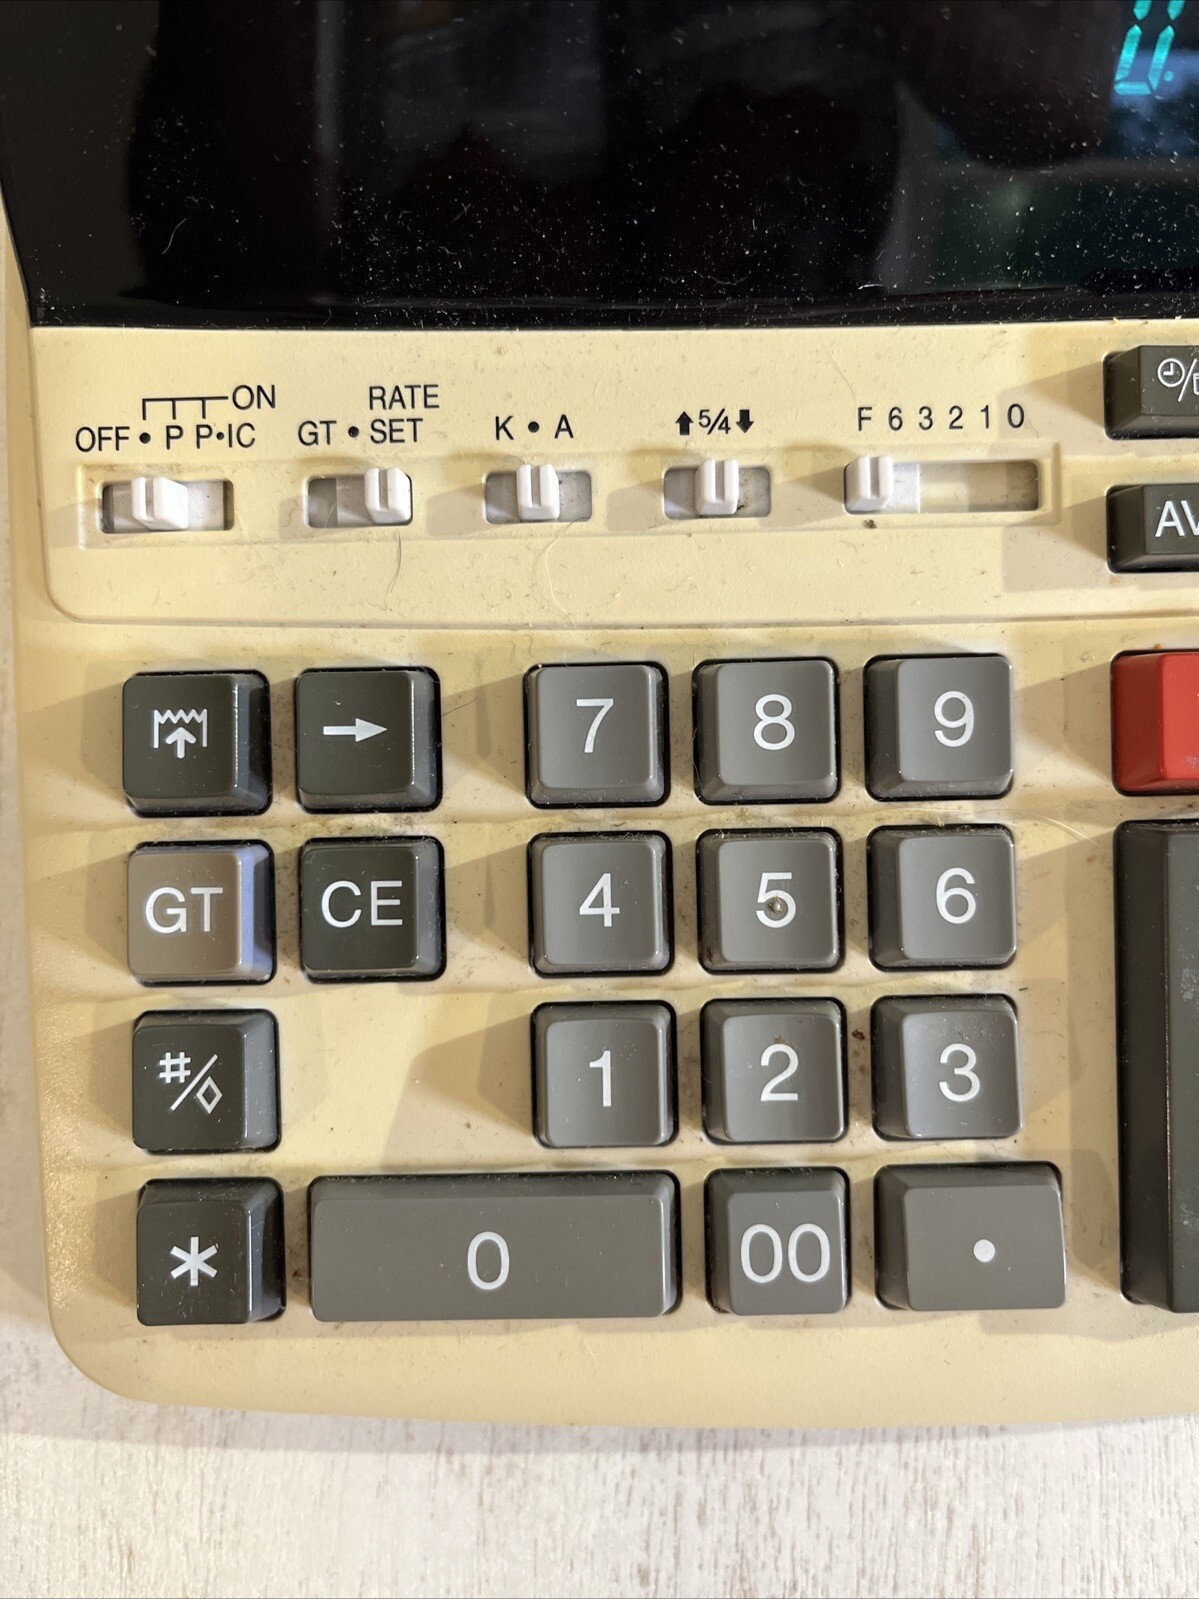 0.
ON
RATE
OFF • P P•IC
GT • SET
K • A
⬆5/4⬇
F 6 3 2 1 0
→
7
8
9
GT
CE
4
5
6
#/◇
1
2
3
*
0
00
•